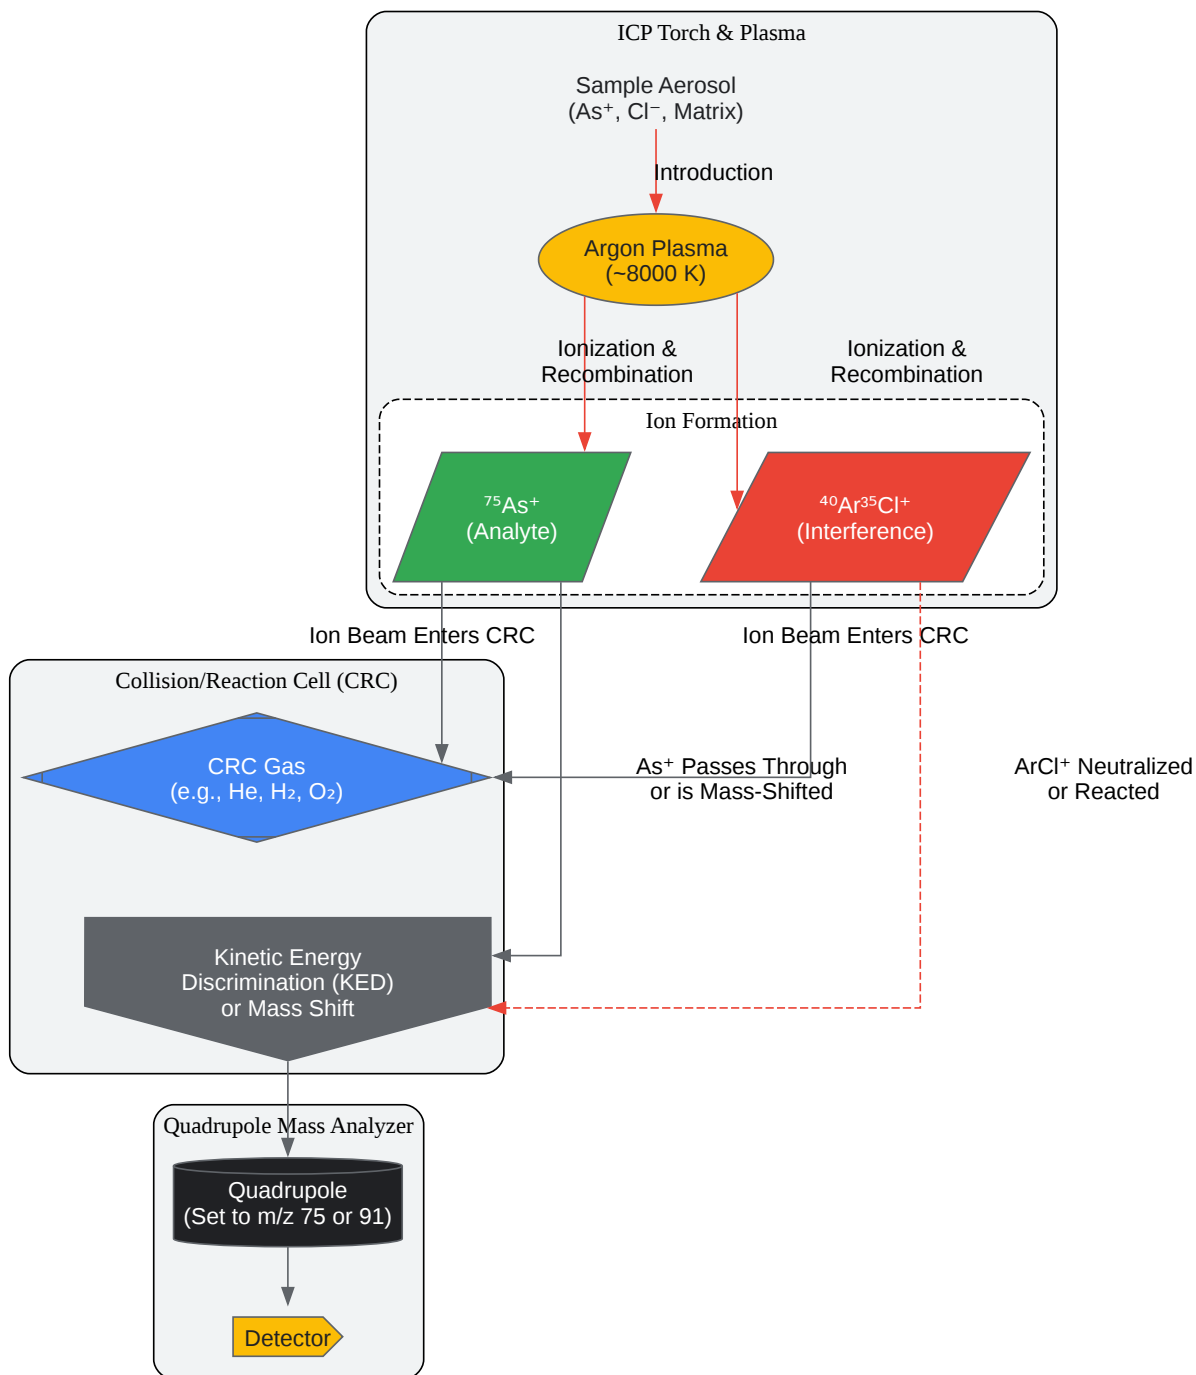 ICP Torch & Plasma
Sample Aerosol
(As⁺, Cl⁻, Matrix)
Introduction
Argon Plasma
(~8000 K)
Ionization &
Recombination
Ionization &
Recombination
Ion Formation
⁷⁵As⁺
(Analyte)
⁴⁰Ar³⁵Cl⁺
(Interference)
Ion Beam Enters CRC
Ion Beam Enters CRC
Collision/Reaction Cell (CRC)
CRC Gas
(e.g., He, H₂, O₂)
As⁺ Passes Through
or is Mass-Shifted
ArCl⁺ Neutralized
or Reacted
Kinetic Energy
Discrimination (KED)
or Mass Shift
Quadrupole Mass Analyzer
Quadrupole
(Set to m/z 75 or 91)
Detector